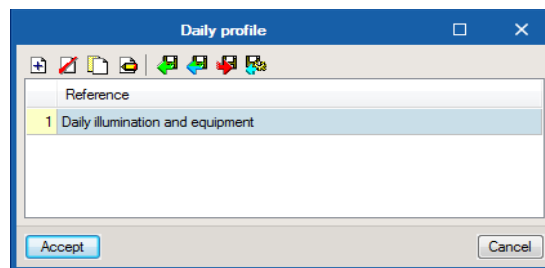 Daily profile
Reference
1 Daily illumination and equipment
Accept Cancel